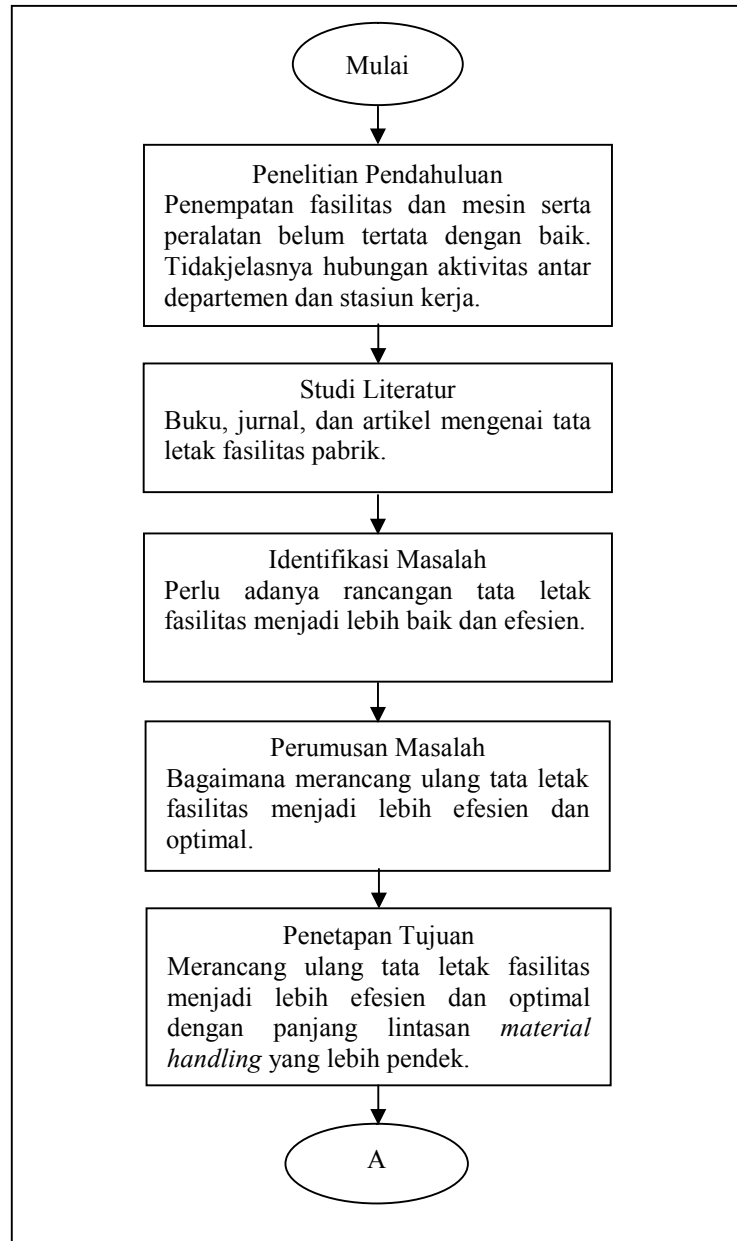 Mulai
Penelitian Pendahuluan
Penempatan fasilitas dan mesin serta
peralatan belum tertata dengan baik.
Tidakjelasnya hubungan aktivitas antar
departemen dan stasiun kerja.
Studi Literatur
Buku, jurnal, dan artikel mengenai tata
letak fasilitas pabrik.
Identifikasi Masalah
Perlu adanya rancangan tata letak
fasilitas menjadi lebih baik dan efesien.
Perumusan Masalah
Bagaimana merancang ulang tata letak
fasilitas menjadi lebih efesien dan
optimal.
Penetapan Tujuan
Merancang ulang tata letak fasilitas
menjadi lebih efesien dan optimal
dengan panjang lintasan material
handling yang lebih pendek.
A